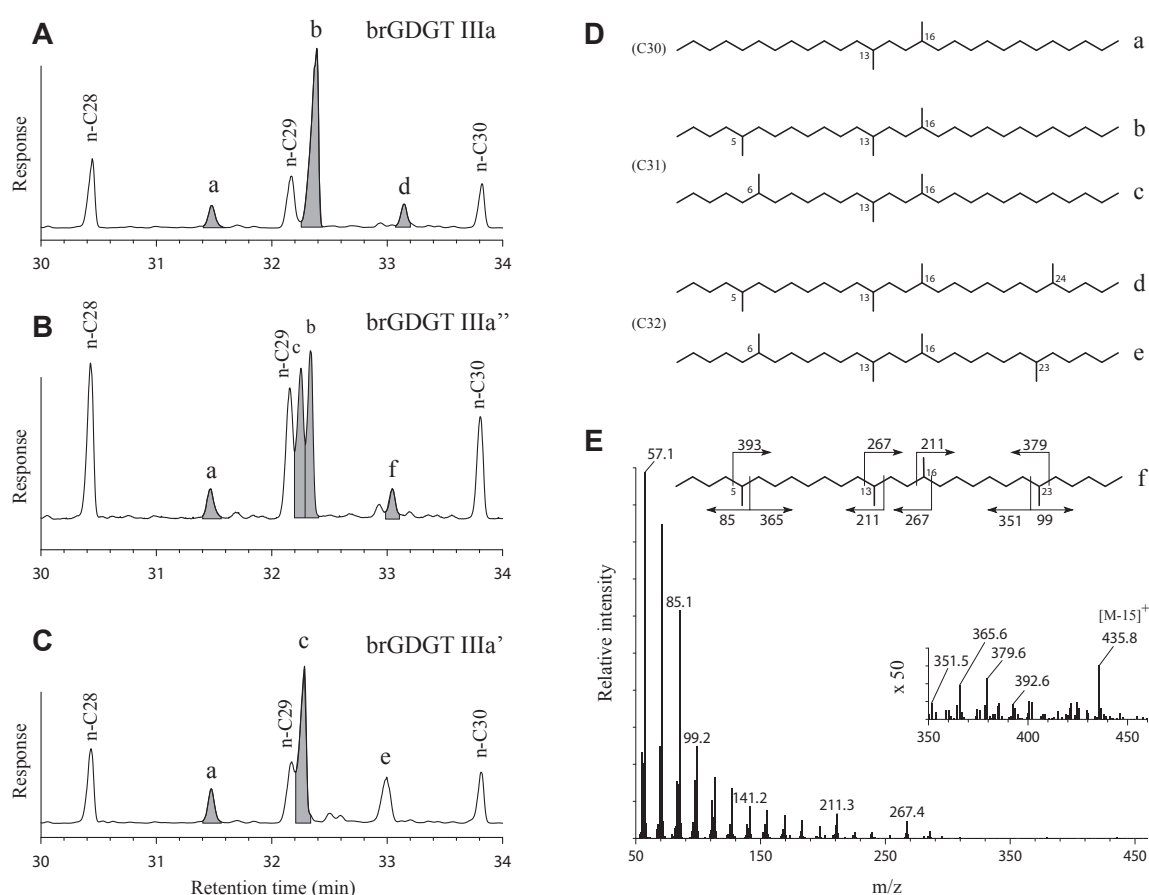 A
brGDGT IIIa
b
n-C28
a
n-C29
d
n-C30
Response
30 31 32 33 34
B
brGDGT IIIa’’
n-C28
a
n-C29
c
b
f
n-C30
Response
30 31 32 33 34
C
brGDGT IIIa’
n-C28
a
n-C29
c
e
n-C30
Response
30 31 32 33 34
Retention time (min)
D
(C30)
16
13
a
16
5
13
b
(C31)
6
16
13
c
16
24
5
13
d
(C32)
6
16
13
23
e
E
57.1
393 267 211 379
16
5
13
23
f
85 365 211 267 351 99
85.1
99.2
141.2
211.3
267.4
Relative intensity
50 150 250 350 450
m/z
[M-15]+
435.8
365.6
379.6
351.5
392.6
x 50
350 400 450